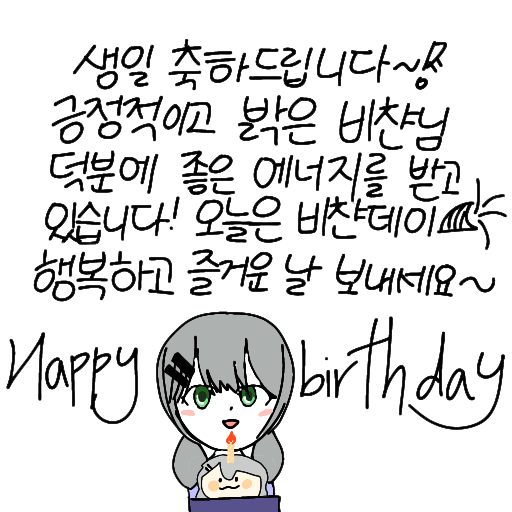 생일 축하드립니다~!
긍정적이고 밝은 비챤님
덕분에 좋은 에너지를 받고
있습니다! 오늘은 비챤데이
행복하고 즐거운 날 보내세요~
Happy birthday